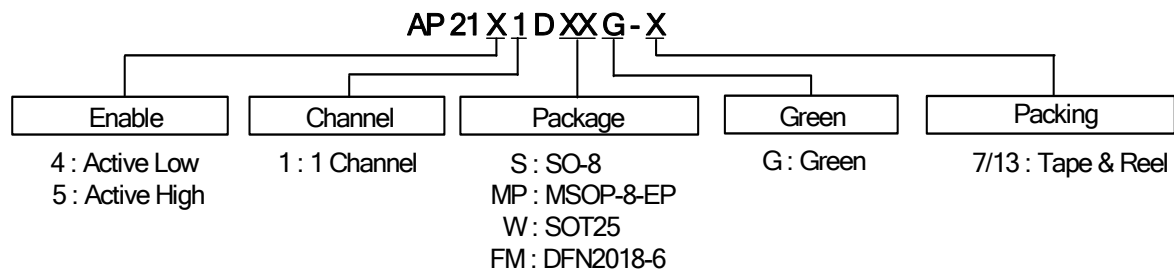 AP 21 X 1 D XX G - X
Enable Channel Package Green Packing
4 : Active Low 1 : 1 Channel S : SO-8 G : Green 7/13 : Tape & Reel
5 : Active High MP : MSOP-8-EP
W : SOT25
FM : DFN2018-6